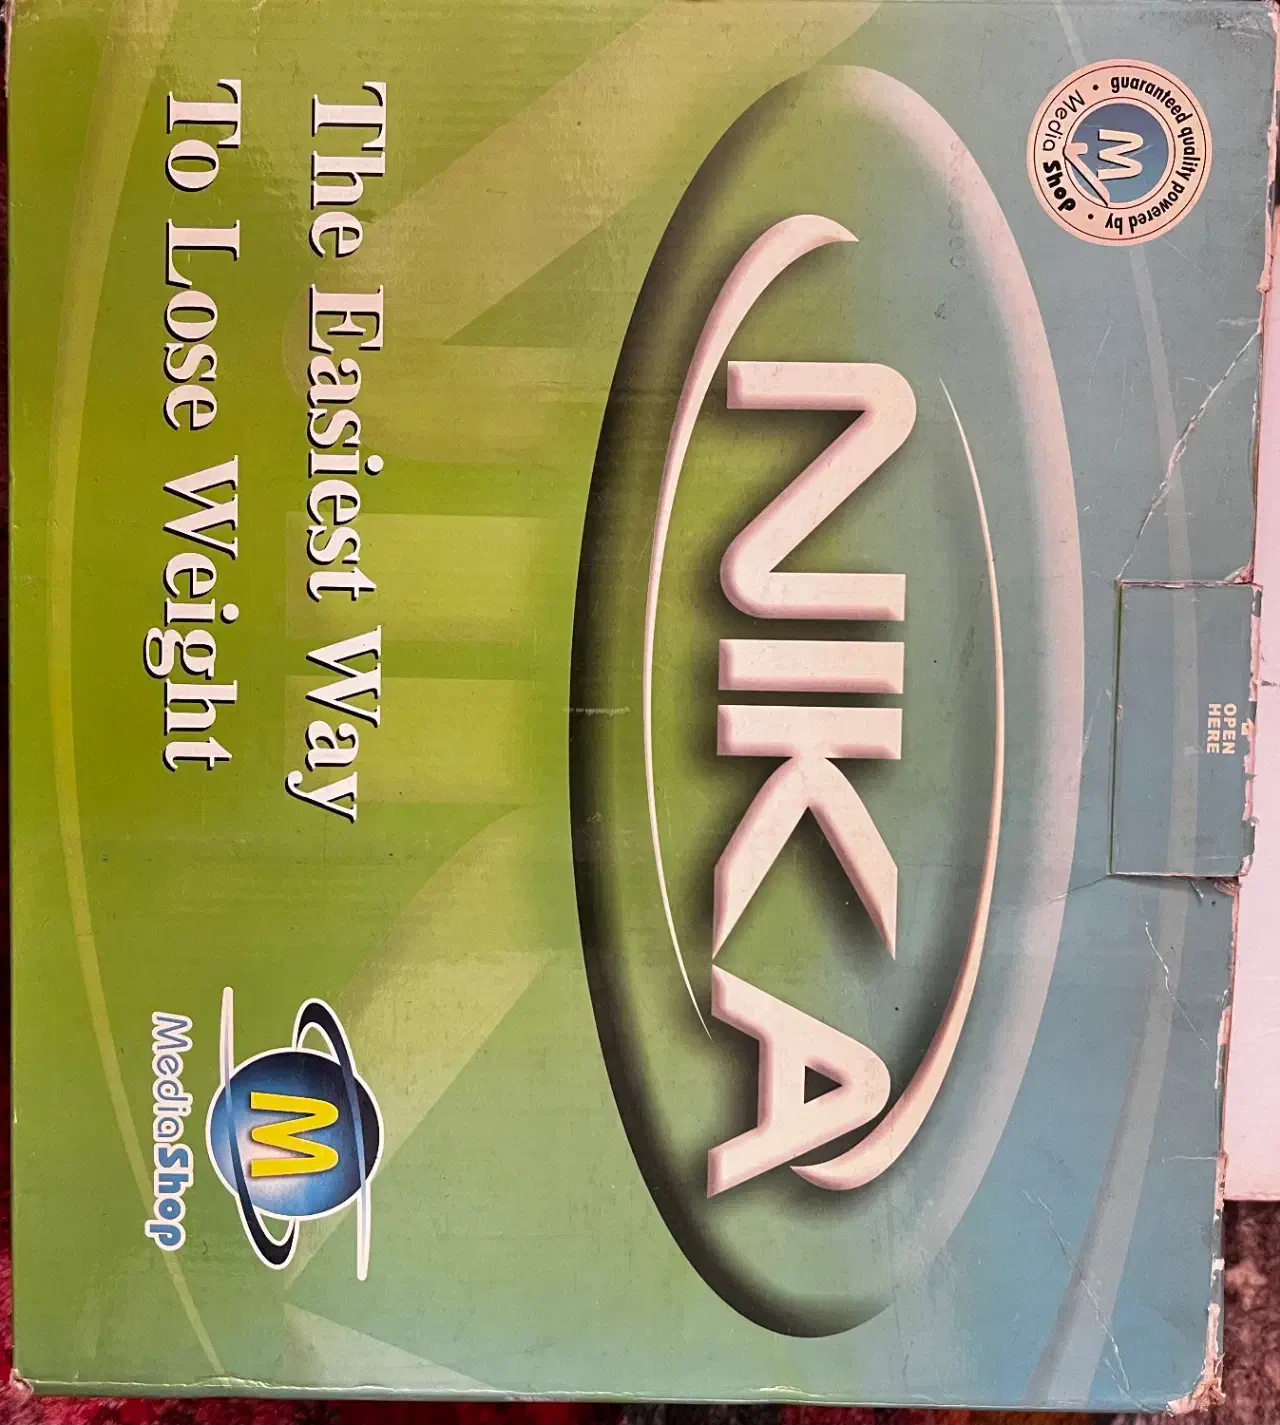 guaranteed quality powered by
Media Shop
M
OPEN
HERE
NIKA
The Easiest Way
To Lose Weight
M
MediaShop